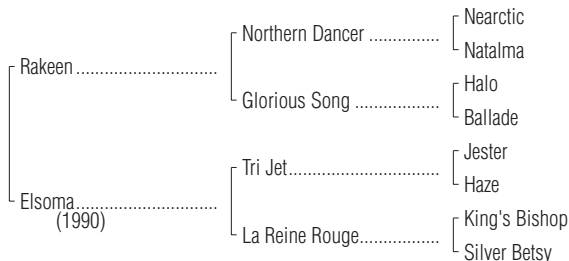 Nearctic
Northern Dancer ...............
Natalma
Rakeen ..............................
Halo
Glorious Song ..................
Ballade
Jester
Tri Jet................................
Haze
Elsoma..............................
(1990)
King's Bishop
La Reine Rouge.................
Silver Betsy